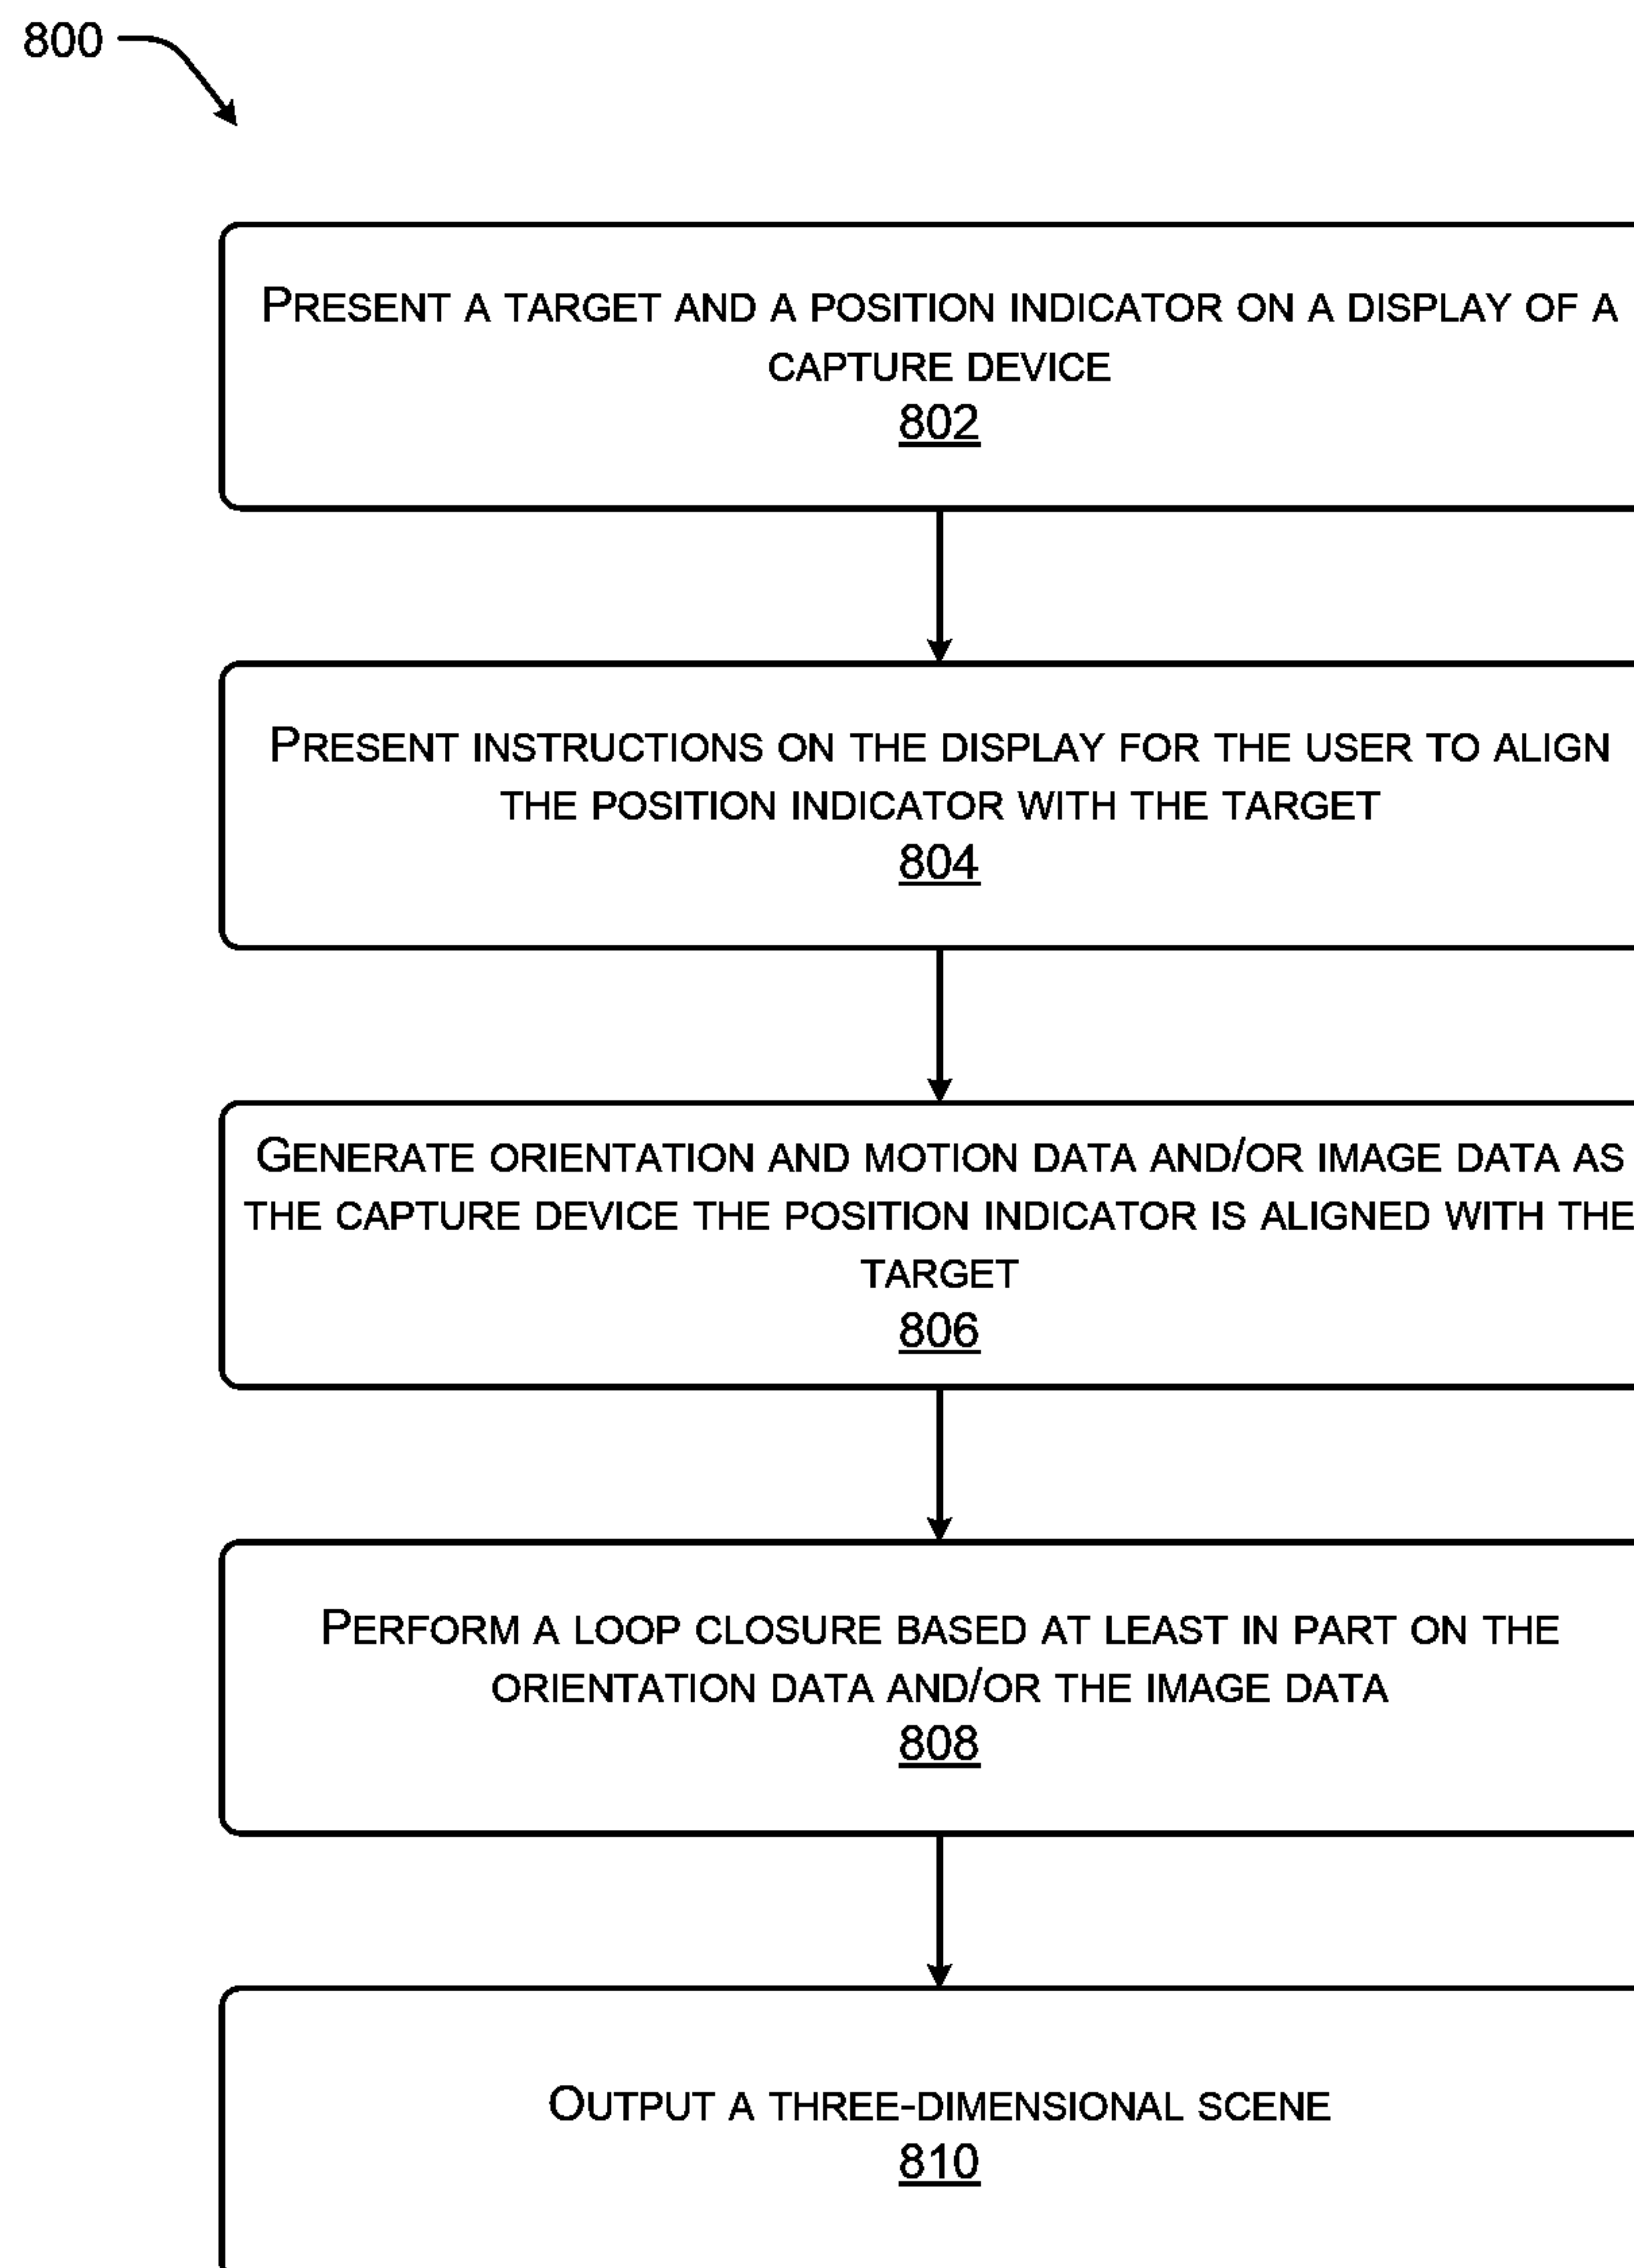 800
PRESENT A TARGET AND A POSITION INDICATOR ON A DISPLAY OF A
CAPTURE DEVICE
802
PRESENT INSTRUCTIONS ON THE DISPLAY FOR THE USER TO ALIGN
THE POSITION INDICATOR WITH THE TARGET
804
GENERATE ORIENTATION AND MOTION DATA AND/OR IMAGE DATA AS
THE CAPTURE DEVICE THE POSITION INDICATOR IS ALIGNED WITH THE
TARGET
806
PERFORM A LOOP CLOSURE BASED AT LEAST IN PART ON THE
ORIENTATION DATA AND/OR THE IMAGE DATA
808
OUTPUT A THREE-DIMENSIONAL SCENE
810